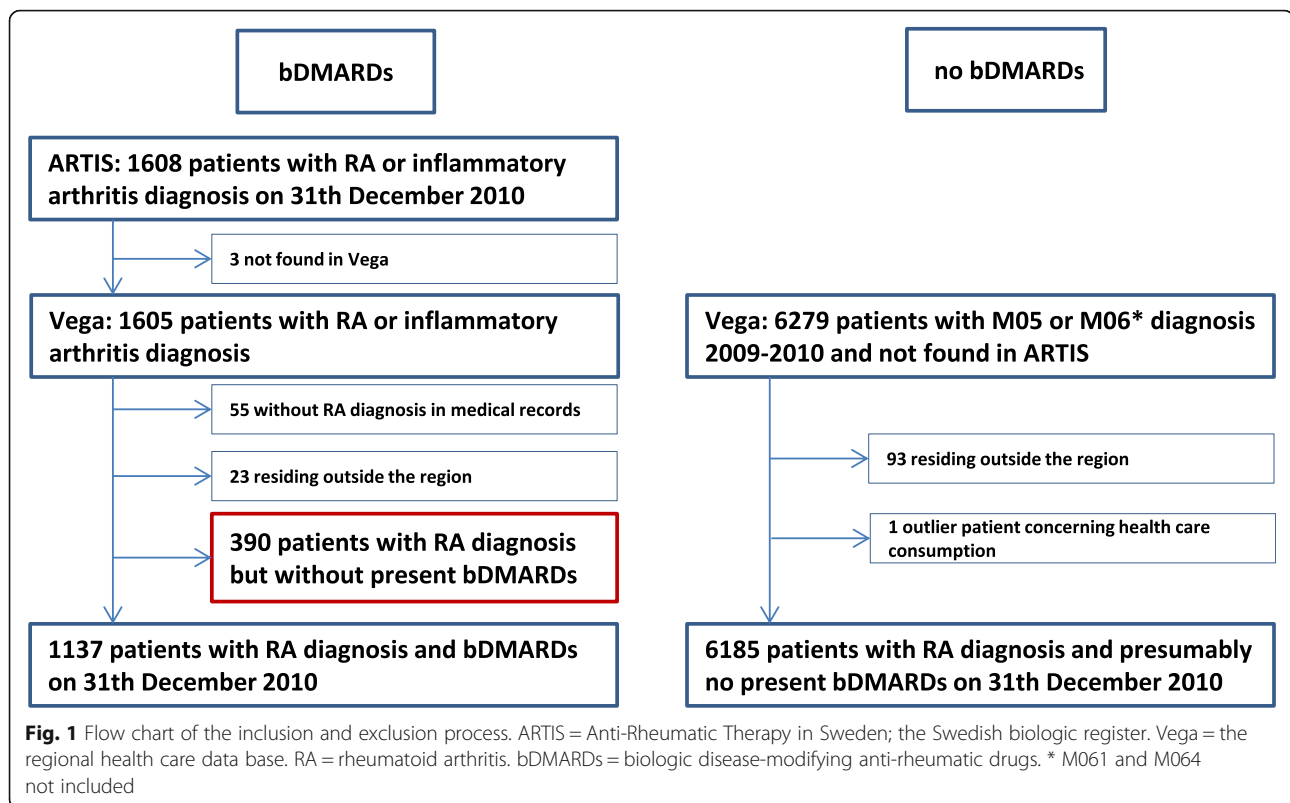 bDMARDs
no bDMARDs
ARTIS: 1608 patients with RA or inflammatory
arthritis diagnosis on 31th December 2010
3 not found in Vega
Vega: 1605 patients with RA or inflammatory
arthritis diagnosis
Vega: 6279 patients with M05 or M06* diagnosis
2009-2010 and not found in ARTIS
55 without RA diagnosis in medical records
23 residing outside the region
93 residing outside the region
390 patients with RA diagnosis
but without present bDMARDs
1 outlier patient concerning health care
consumption
1137 patients with RA diagnosis and bDMARDs
on 31th December 2010
6185 patients with RA diagnosis and presumably
no present bDMARDs on 31th December 2010
Fig. 1 Flow chart of the inclusion and exclusion process. ARTIS = Anti-Rheumatic Therapy in Sweden; the Swedish biologic register. Vega = the
regional health care data base. RA = rheumatoid arthritis. bDMARDs = biologic disease-modifying anti-rheumatic drugs. * M061 and M064
not included